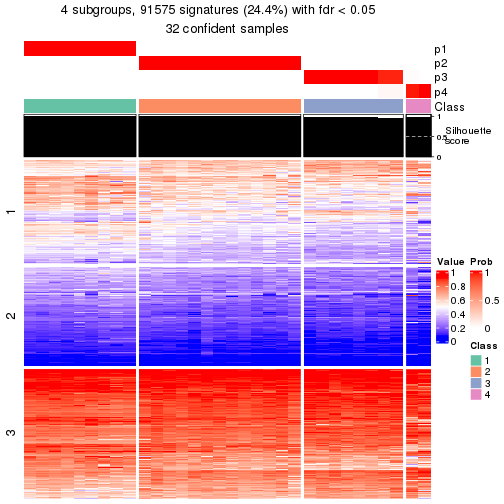 4 subgroups, 91575 signatures (24.4%) with fdr < 0.05
32 confident samples
p1
p2
p3
p4
Class
1
0.5
0
Silhouette
score
1
2
3
Value
1
0.8
0.6
0.4
0.2
0
Prob
1
0.5
0
Class
1
2
3
4